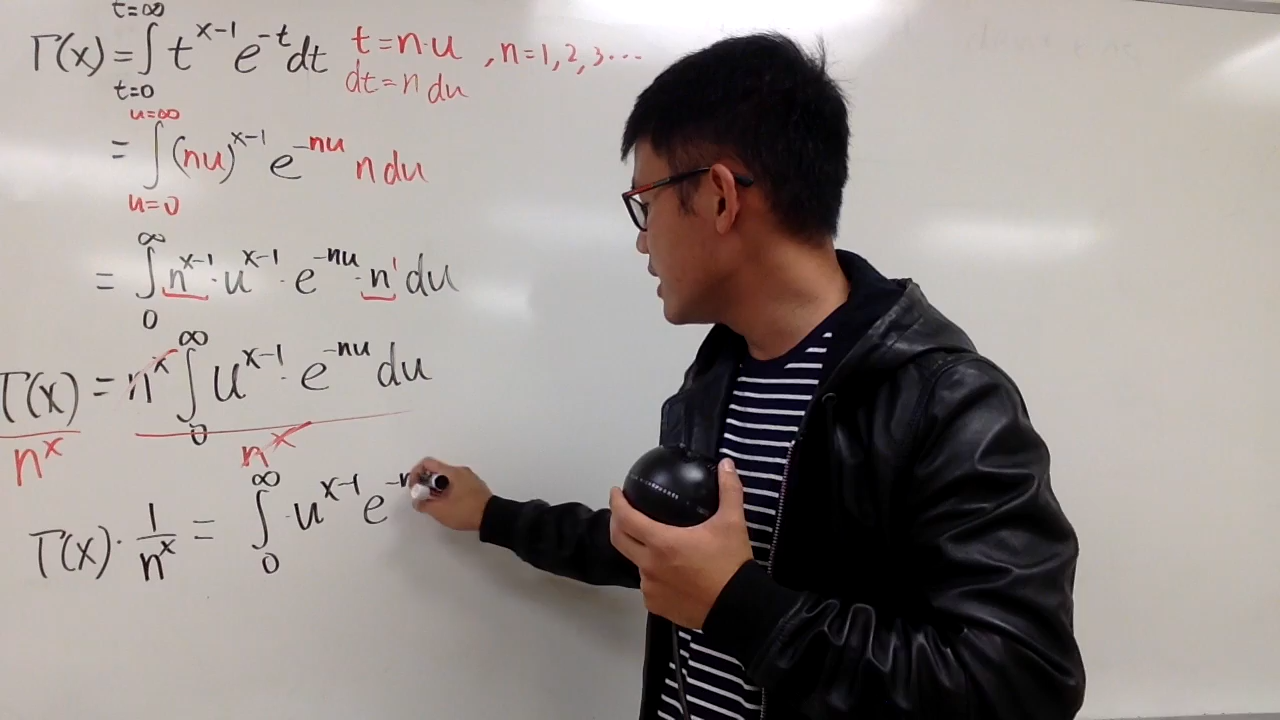 t=∞
Γ(x) = ∫ t^{x-1} e^{-t} dt   t=n·u , n=1,2,3...
t=0   dt=n du
u=∞
= ∫ (nu)^{x-1} e^{-nu} n du
u=0
∞
= ∫ n^{x-1} · u^{x-1} · e^{-nu} · n^1 du
0
∞
Γ(x) = n^x ∫ u^{x-1} · e^{-nu} du
0
n^x   n^x
∞
Γ(x) · 1/n^x = ∫ u^{x-1} e^{-n
0